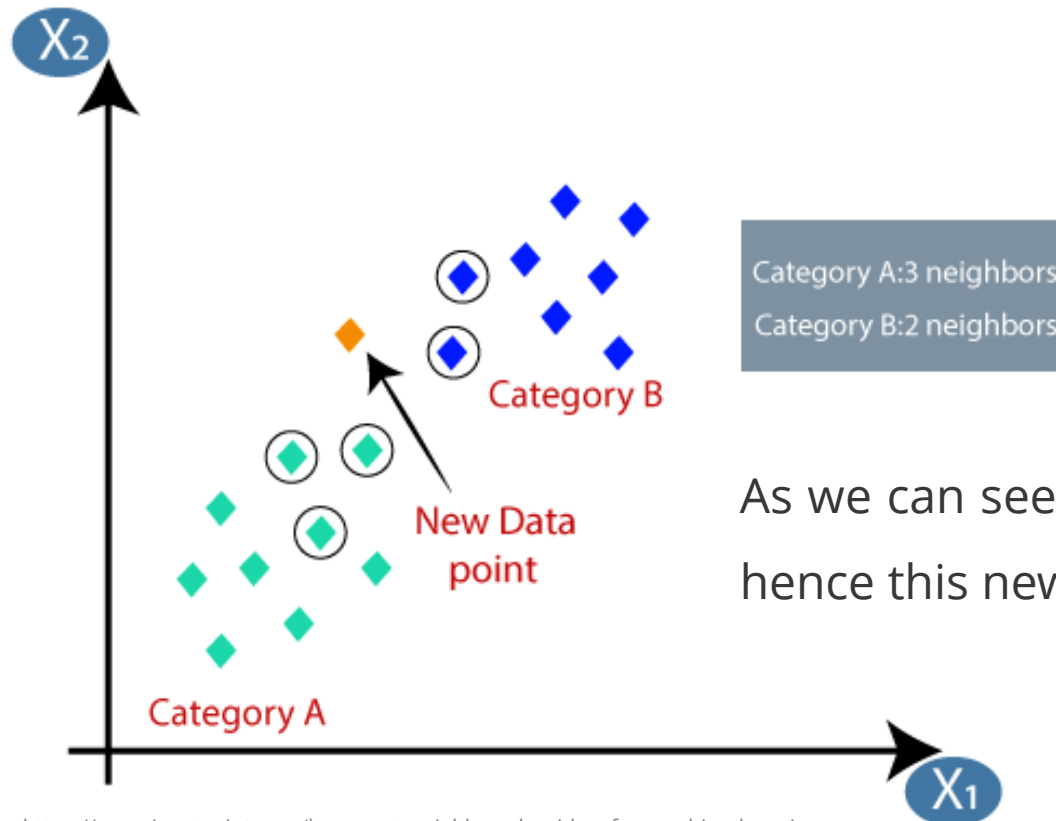 X2
Category A:3 neighbors
Category B:2 neighbors
Category B
New Data
point
As we can see
hence this new
Category A
X1